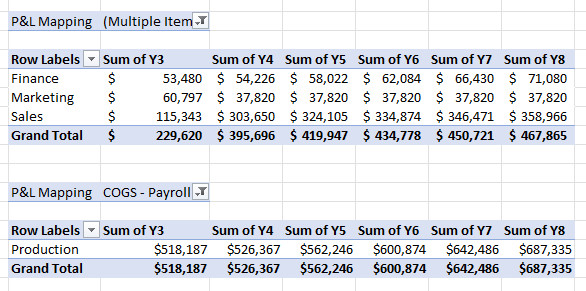 P&L Mapping (Multiple Item
Row Labels Sum of Y3 Sum of Y4 Sum of Y5 Sum of Y6 Sum of Y7 Sum of Y8
Finance $ 53,480 $ 54,226 $ 58,022 $ 62,084 $ 66,430 $ 71,080
Marketing $ 60,797 $ 37,820 $ 37,820 $ 37,820 $ 37,820 $ 37,820
Sales $ 115,343 $ 303,650 $ 324,105 $ 334,874 $ 346,471 $ 358,966
Grand Total $ 229,620 $ 395,696 $ 419,947 $ 434,778 $ 450,721 $ 467,865
P&L Mapping COGS - Payroll
Row Labels Sum of Y3 Sum of Y4 Sum of Y5 Sum of Y6 Sum of Y7 Sum of Y8
Production $518,187 $526,367 $562,246 $600,874 $642,486 $687,335
Grand Total $518,187 $526,367 $562,246 $600,874 $642,486 $687,335